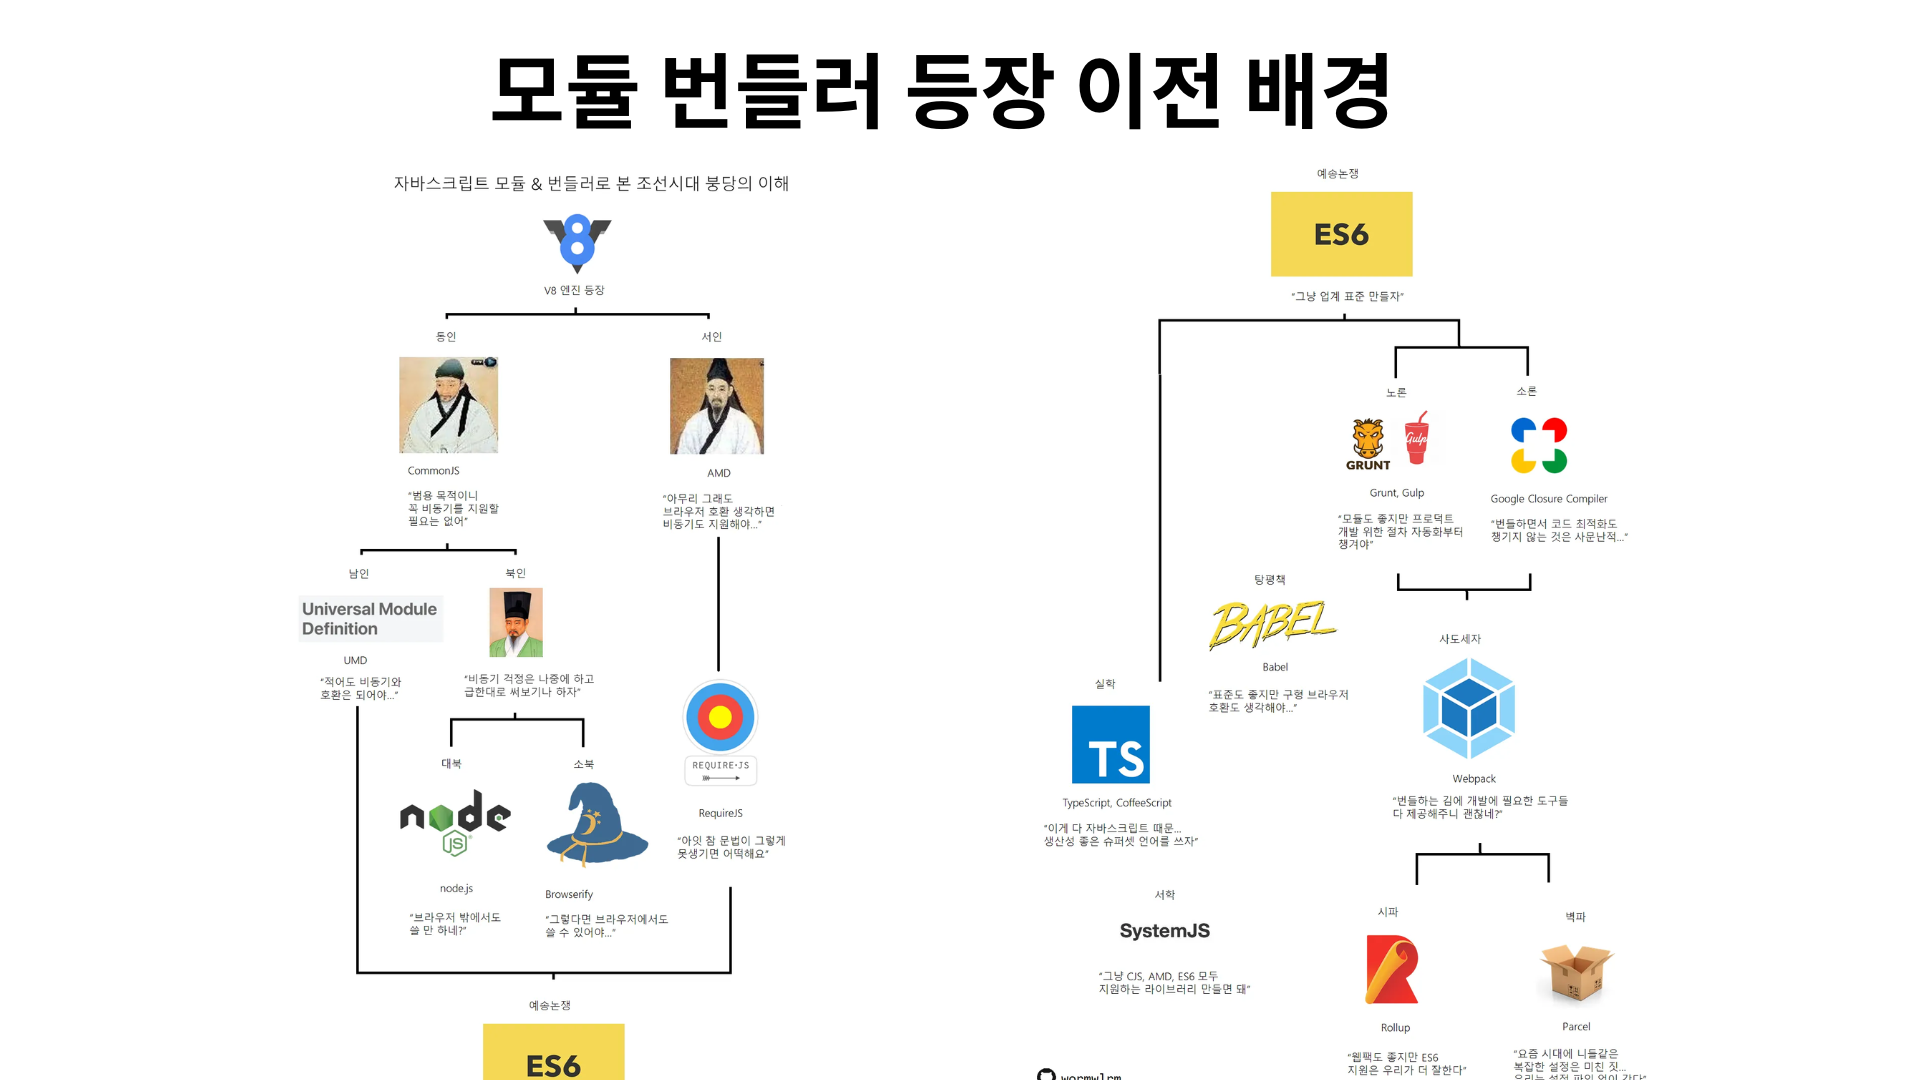 모듈 번들러 등장 이전 배경
자바스크립트 모듈 & 번들러로 본 조선시대 붕당의 이해
V8 엔진 등장
동인
서인
CommonJS
"범용 목적이니
꼭 비동기를 지원할
필요는 없어"
AMD
"아무리 그래도
브라우저 호환 생각하면
비동기도 지원해야..."
남인
북인
Universal Module
Definition
UMD
"적어도 비동기와
호환은 되어야..."
"비동기 걱정은 나중에 하고
급한대로 써보기나 하자"
대북
소북
node
JS
node.js
"브라우저 밖에서도
쓸 만 하네?"
Browserify
"그렇다면 브라우저에서도
쓸 수 있어야..."
REQUIRE·JS
RequireJS
"아잇 참 문법이 그렇게
못생기면 어떡해요"
예송논쟁
ES6
예송논쟁
ES6
"그냥 업계 표준 만들자"
노론
소론
GRUNT
Gulp
Grunt, Gulp
"모듈도 좋지만 프로덕트
개발 위한 절차 자동화부터
챙겨야"
Google Closure Compiler
"번들하면서 코드 최적화도
챙기지 않는 것은 사문난적..."
탕평책
BABEL
Babel
"표준도 좋지만 구형 브라우저
호환도 생각해야..."
사도세자
Webpack
"번들하는 김에 개발에 필요한 도구들
다 제공해주니 괜찮네?"
실학
TS
TypeScript, CoffeeScript
"이게 다 자바스크립트 때문...
생산성 좋은 슈퍼셋 언어를 쓰자"
서학
SystemJS
"그냥 CJS, AMD, ES6 모두
지원하는 라이브러리 만들면 돼"
시파
벽파
Rollup
"웹팩도 좋지만 ES6
지원은 우리가 더 잘한다"
Parcel
"요즘 시대에 니들같은
복잡한 설정은 미친 짓...
우리는 설정 파일 없이 간다"
wormwlrm